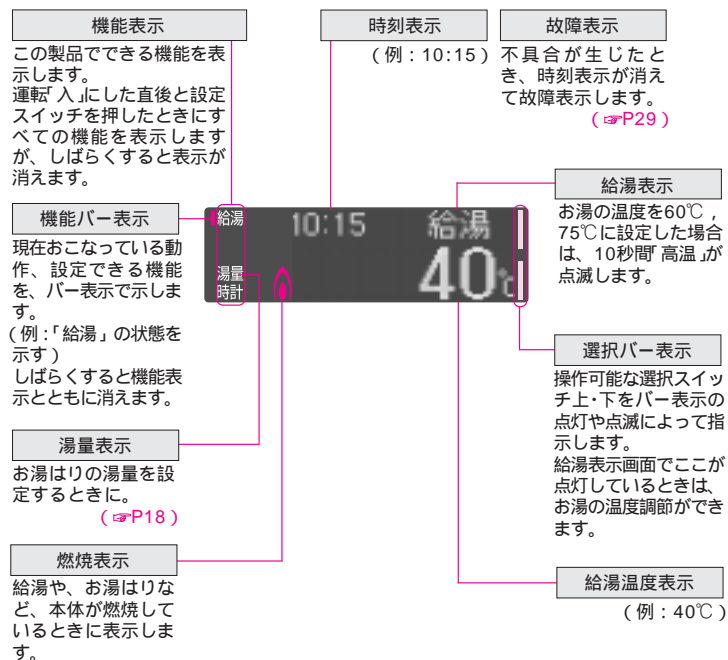 機能表示
この製品でできる機能を表
示します。
運転「入」にした直後と設定
スイッチを押したときにす
べての機能を表示します
が、しばらくすると表示が
消えます。
機能バー表示
現在おこなっている動
作、設定できる機能
を、バー表示で示しま
す。
(例:「給湯」の状態を
示す)
しばらくすると機能表
示とともに消えます。
湯量表示
お湯はりの湯量を設
定するときに。
(☞P18)
燃焼表示
給湯や、お湯はりな
ど、本体が燃焼して
いるときに表示しま
す。
時刻表示
(例:10:15)
故障表示
不具合が生じたと
き、時刻表示が消え
て故障表示します。
(☞P29)
給湯 10:15 給湯
湯量
時計 40℃
給湯表示
お湯の温度を60℃,
75℃に設定した場合
は、10秒間「高温」が
点滅します。
選択バー表示
操作可能な選択スイッ
チ上・下をバー表示の
点灯や点滅によって指
示します。
給湯表示画面でここが
点灯しているときは、
お湯の温度調節ができ
ます。
給湯温度表示
(例:40℃)